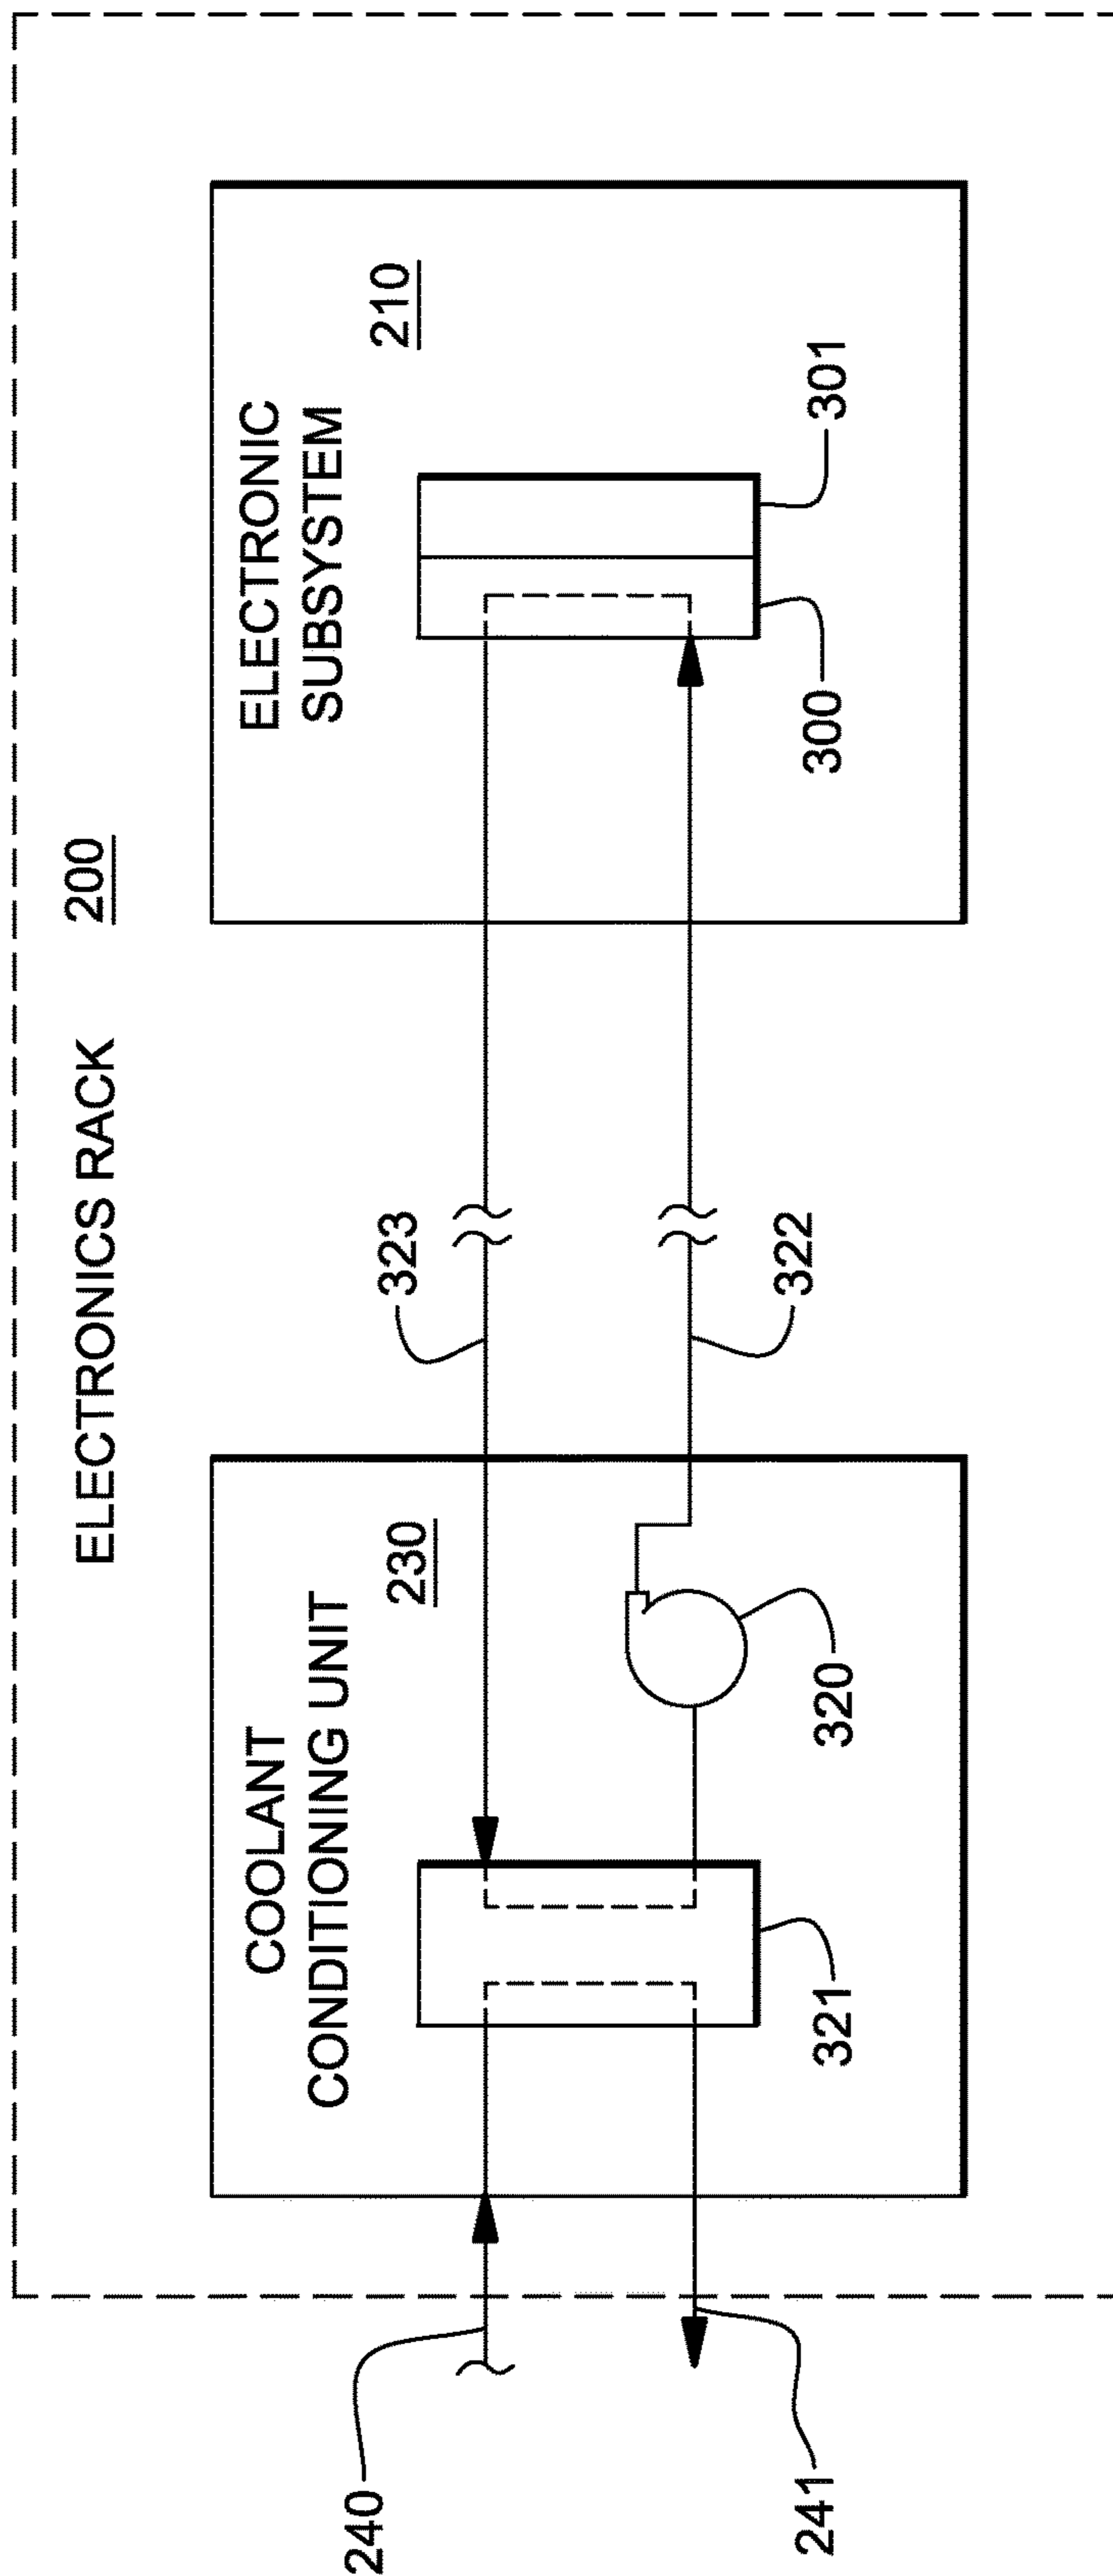 ELECTRONICS RACK 200
COOLANT
CONDITIONING UNIT
230
ELECTRONIC
SUBSYSTEM
210
240
241
321
320
323
322
300
301